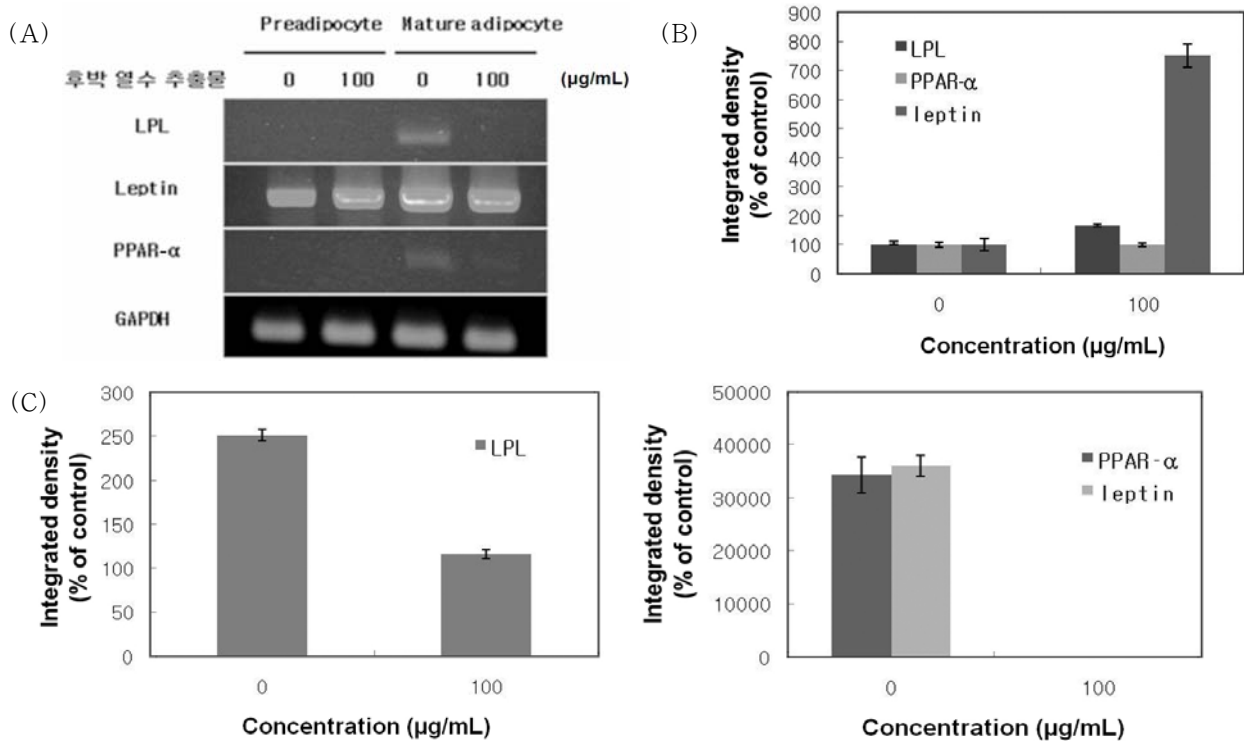 (A)
Preadipocyte Mature adipocyte
후박 열수 추출물 0 100 0 100 (µg/mL)
LPL
Leptin
PPAR-α
GAPDH
(B)
Integrated density
(% of control)
900
800
700
600
500
400
300
200
100
0
LPL
PPAR-α
leptin
0 100
Concentration (µg/mL)
(C)
Integrated density
(% of control)
300
250
200
150
100
50
0
LPL
0 100
Concentration (µg/mL)
Integrated density
(% of control)
50000
40000
30000
20000
10000
0
PPAR-α
leptin
0 100
Concentration (µg/mL)